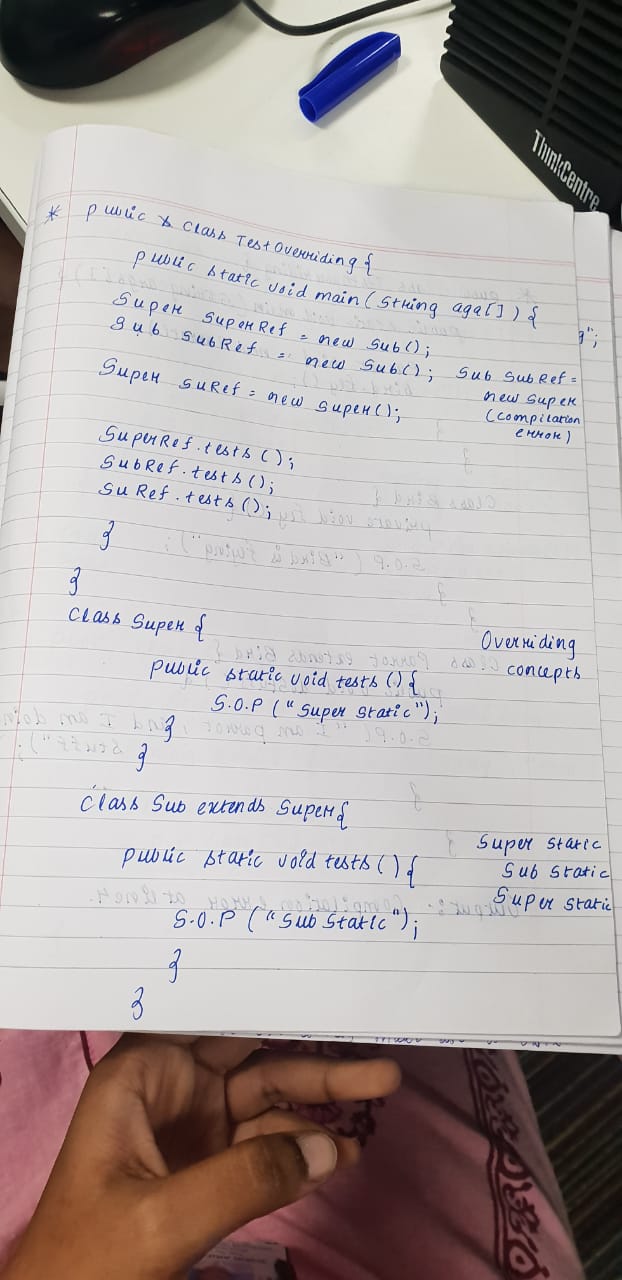 ThinkCentre
* public class TestOverriding {
public static void main(String aga[]) {
Super SuperRef = new Sub();
Sub SubRef = new Sub(); Sub SubRef =
new Super
(compilation
error)
Super SuRef = new Super();
g";
SuperRef.tests();
SubRef.tests();
SuRef.tests();
}
}
Class Super {
Overriding
concepts
public static void tests() {
S.O.P ("Super Static");
}
}
Class Sub extends Super{
Super static
Sub static
Super static
public static void tests() {
S.O.P ("Sub Static");
}
}